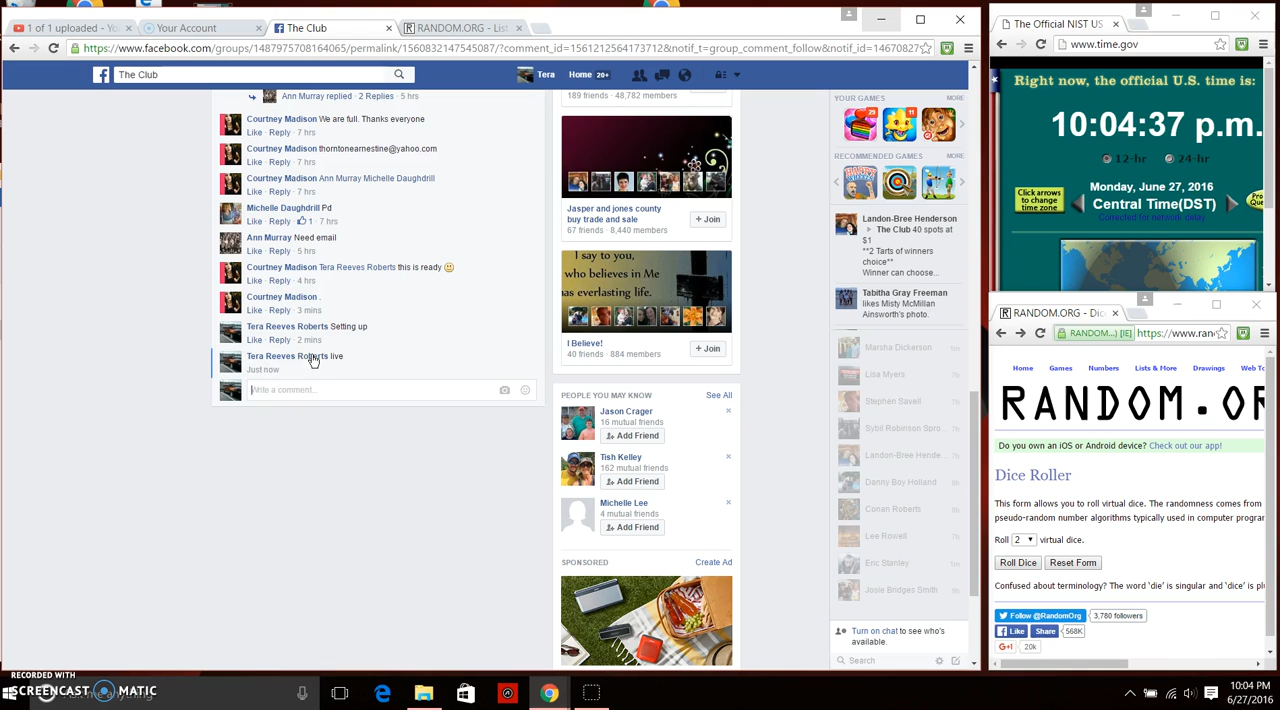 1 of 1 uploaded - Yo
Your Account
The Club
RANDOM.ORG - List
https://www.facebook.com/groups/1487975708164065/permalink/1560832147545087/?comment_id=1561212564173712&notif_t=group_comment_follow&notif_id=14670827
The Club
Tera
Home 20+
Ann Murray replied · 2 Replies · 5 hrs
Courtney Madison We are full. Thanks everyone
Like · Reply · 7 hrs
Courtney Madison thorntonearnestine@yahoo.com
Like · Reply · 7 hrs
Courtney Madison Ann Murray Michelle Daughdrill
Like · Reply · 7 hrs
Michelle Daughdrill Pd
Like · Reply · 1 · 7 hrs
Ann Murray Need email
Like · Reply · 5 hrs
Courtney Madison Tera Reeves Roberts this is ready
Like · Reply · 4 hrs
Courtney Madison .
Like · Reply · 3 mins
Tera Reeves Roberts Setting up
Like · Reply · 2 mins
Tera Reeves Roberts live
Just now
Write a comment...
189 friends · 48,782 members
Jasper and jones county
buy trade and sale
67 friends · 8,440 members
+ Join
I say to you,
who believes in Me
as everlasting life.
I Believe!
40 friends · 884 members
+ Join
PEOPLE YOU MAY KNOW
See All
Jason Crager
16 mutual friends
Add Friend
Tish Kelley
162 mutual friends
Add Friend
Michelle Lee
4 mutual friends
Add Friend
SPONSORED
Create Ad
YOUR GAMES
MORE
RECOMMENDED GAMES
MORE
Landon-Bree Henderson
The Club 40 spots at
$1
**2 Tarts of winners
choice**
Winner can choose...
Tabitha Gray Freeman
likes Misty McMillan
Ainsworth's photo.
Marsha Dickerson
Lisa Myers
Stephen Savell
Sybil Robinson Spro...
Landon-Bree Hende...
Danny Boy Holland
Conan Roberts
Lee Rowell
Eric Stanley
Josie Bridges Smith
Turn on chat to see who's
available.
Search
The Official NIST US
www.time.gov
Right now, the official U.S. time is:
10:04:37 p.m.
12-hr
24-hr
Click arrows
to change
time zone
Monday, June 27, 2016
Central Time(DST)
Corrected for network delay.
RANDOM.ORG - Dice
RANDOM...) [IE]
https://www.ran
Home
Games
Numbers
Lists & More
Drawings
Web To
RANDOM.OR
Do you own an iOS or Android device? Check out our app!
Dice Roller
This form allows you to roll virtual dice. The randomness comes from
pseudo-random number algorithms typically used in computer progra
Roll 2 virtual dice.
Roll Dice
Reset Form
Confused about terminology? The word 'die' is singular and 'dice' is pl
Follow @RandomOrg
3,780 followers
Like
Share
568K
G+1
20k
RECORDED WITH
SCREENCAST MATIC
10:04 PM
6/27/2016